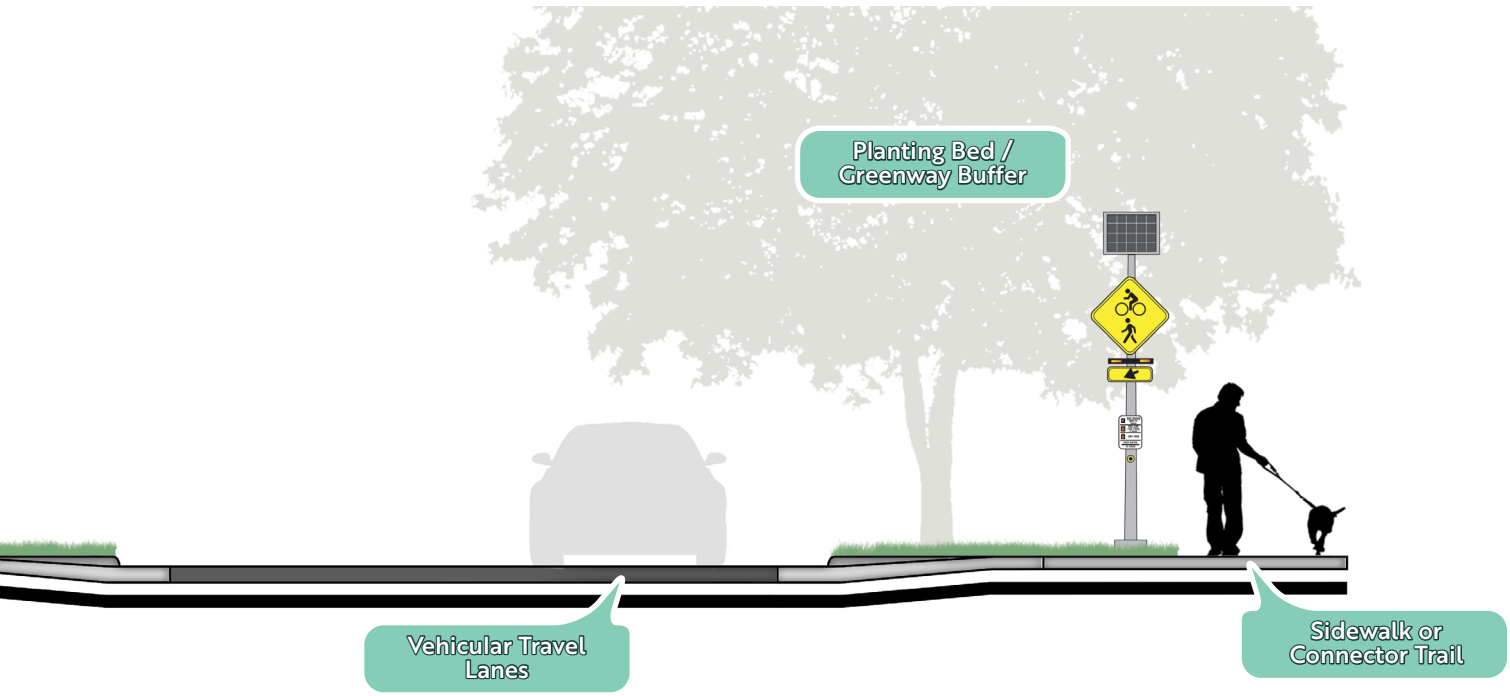 Planting Bed /
Greenway Buffer
Vehicular Travel
Lanes
Sidewalk or
Connector Trail